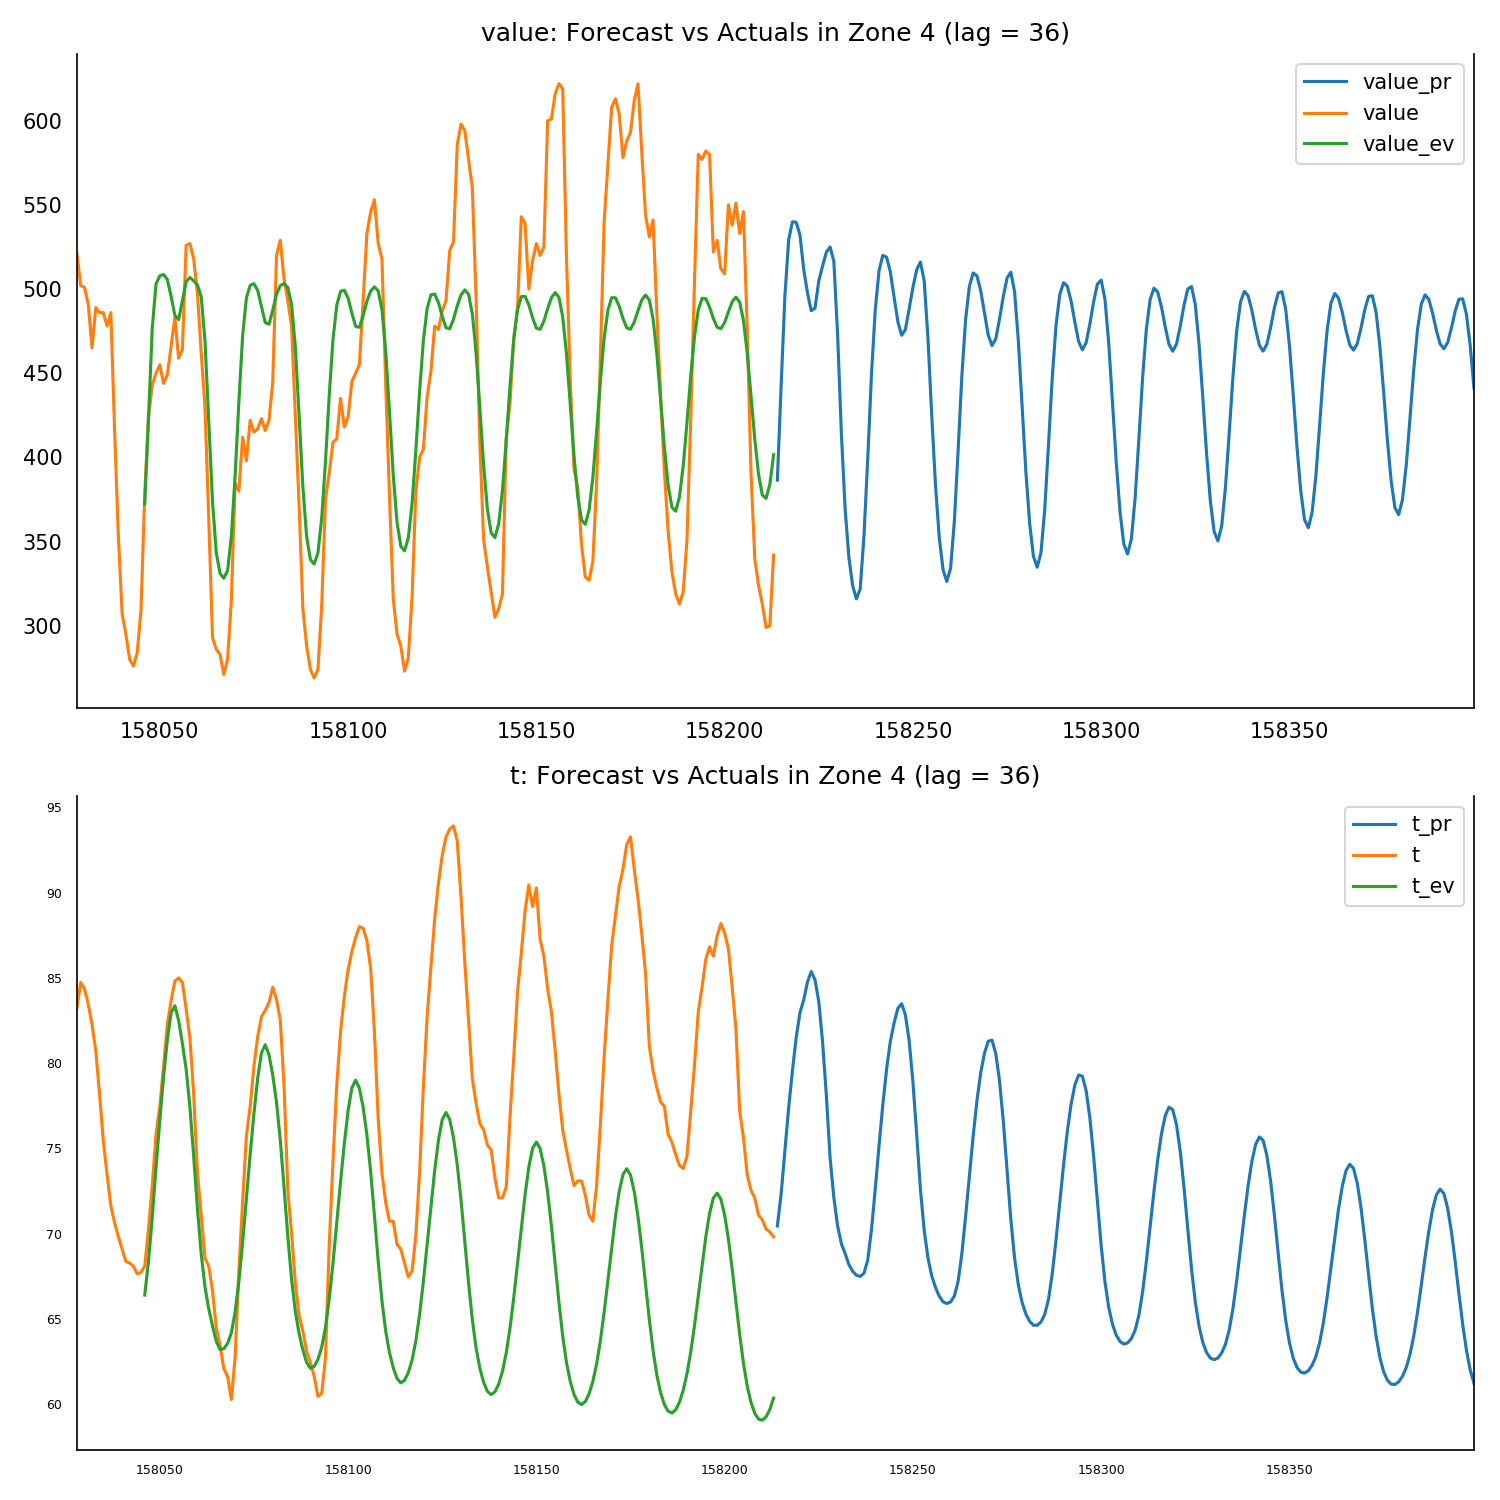 value: Forecast vs Actuals in Zone 4 (lag = 36)
value_pr
value
value_ev
600
550
500
450
400
350
300
158050 158100 158150 158200 158250 158300 158350
t: Forecast vs Actuals in Zone 4 (lag = 36)
t_pr
t
t_ev
95
90
85
80
75
70
65
60
158050 158100 158150 158200 158250 158300 158350